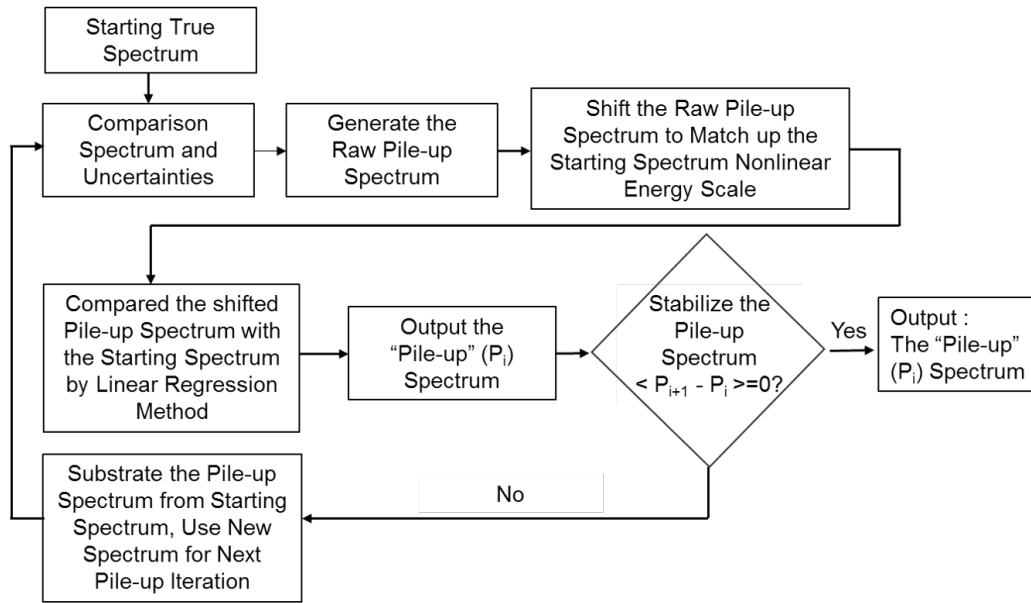 Starting True
Spectrum
Comparison
Spectrum and
Uncertainties
Generate the
Raw Pile-up
Spectrum
Shift the Raw Pile-up
Spectrum to Match up the
Starting Spectrum Nonlinear
Energy Scale
Compared the shifted
Pile-up Spectrum with
the Starting Spectrum
by Linear Regression
Method
Output the
“Pile-up” (Pi)
Spectrum
Stabilize the
Pile-up
Spectrum
< Pi+1 - Pi >=0?
Yes
Output :
The “Pile-up”
(Pi) Spectrum
No
Substrate the Pile-up
Spectrum from Starting
Spectrum, Use New
Spectrum for Next
Pile-up Iteration